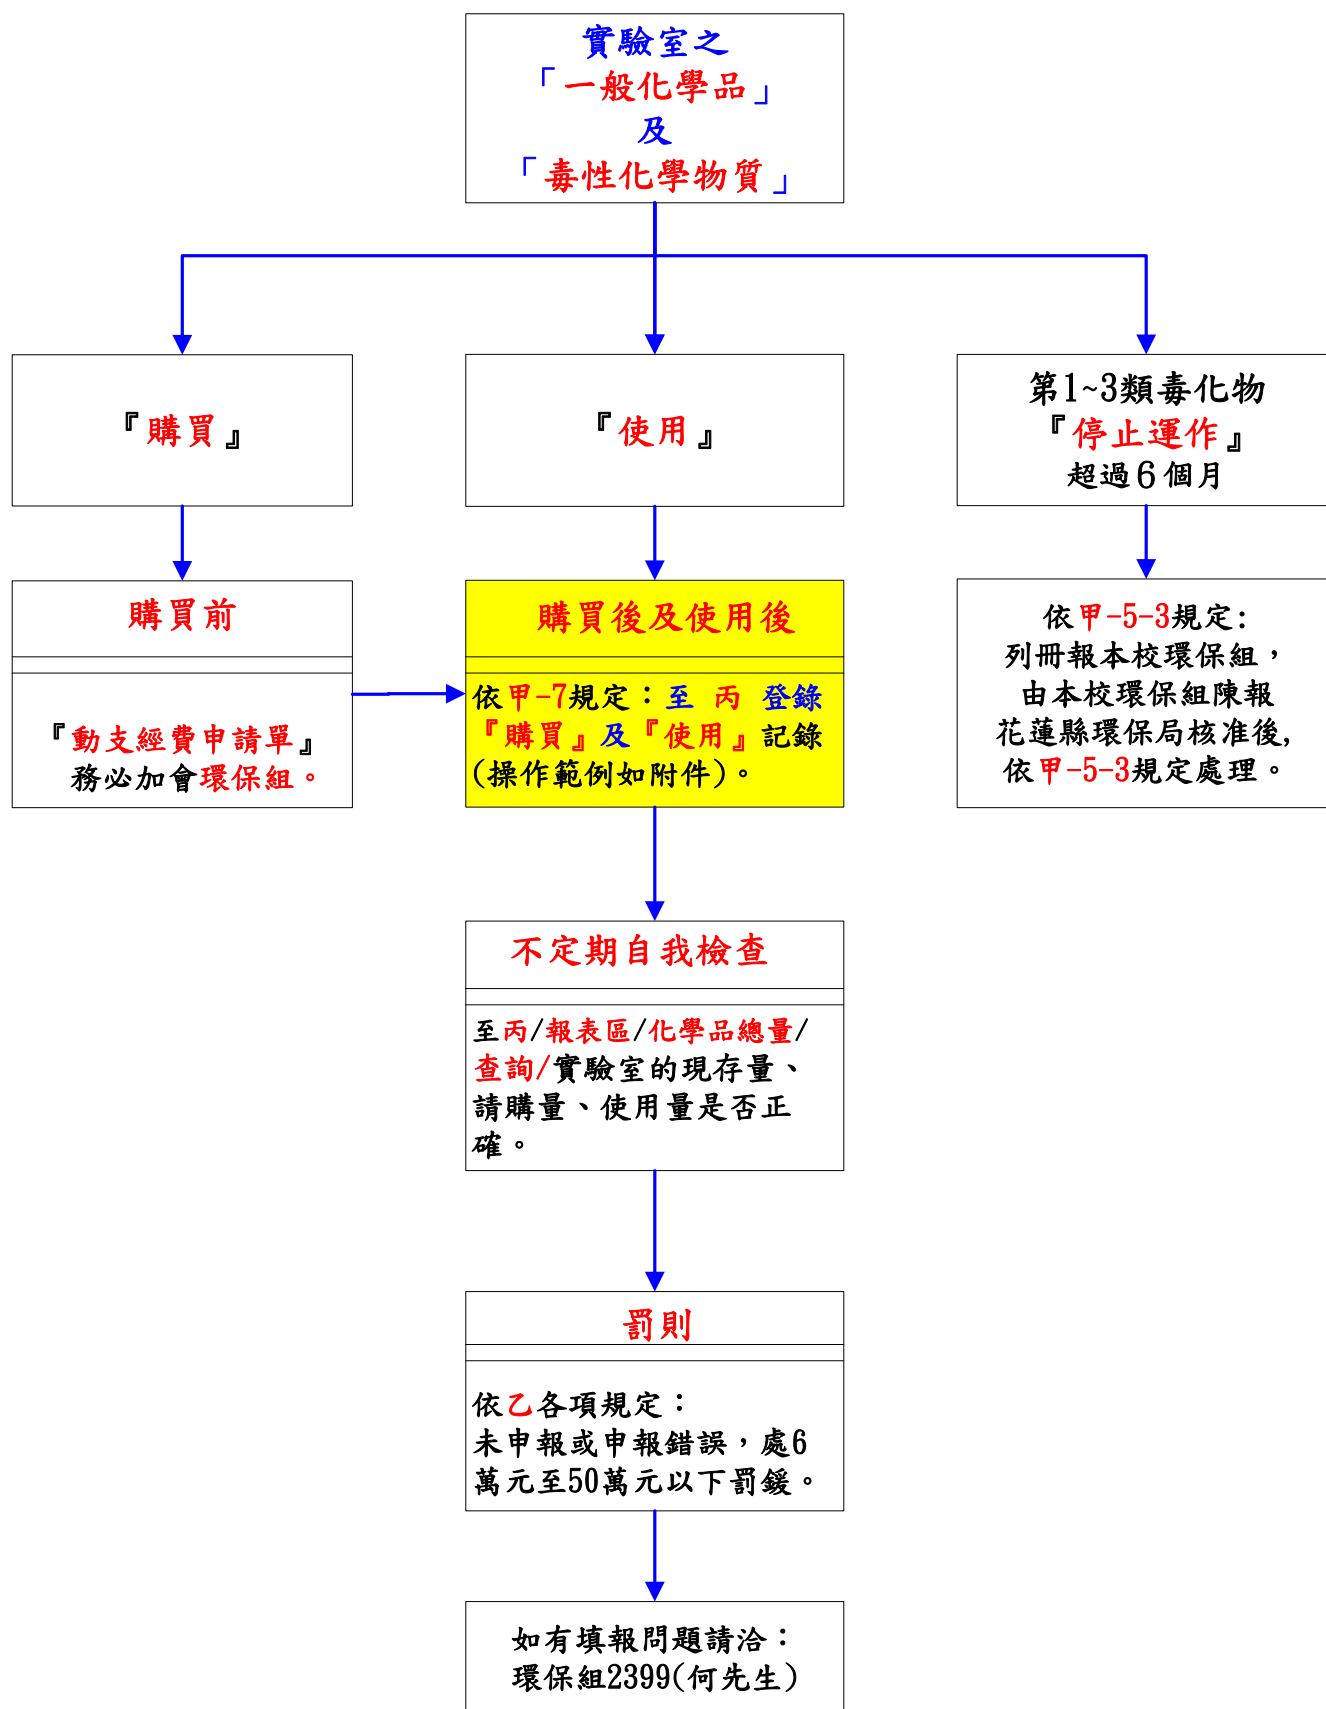 實驗室之
「一般化學品」
及
「毒性化學物質」
『購買』
『使用』
第1~3類毒化物
『停止運作』
超過6個月
購買前
『動支經費申請單』
務必加會環保組。
購買後及使用後
依甲-7規定：至 丙 登錄
『購買』及『使用』記錄
(操作範例如附件)。
依甲-5-3規定:
列冊報本校環保組，
由本校環保組陳報
花蓮縣環保局核准後,
依甲-5-3規定處理。
不定期自我檢查
至丙/報表區/化學品總量/
查詢/實驗室的現存量、
請購量、使用量是否正
確。
罰則
依乙各項規定：
未申報或申報錯誤，處6
萬元至50萬元以下罰鍰。
如有填報問題請洽：
環保組2399(何先生)